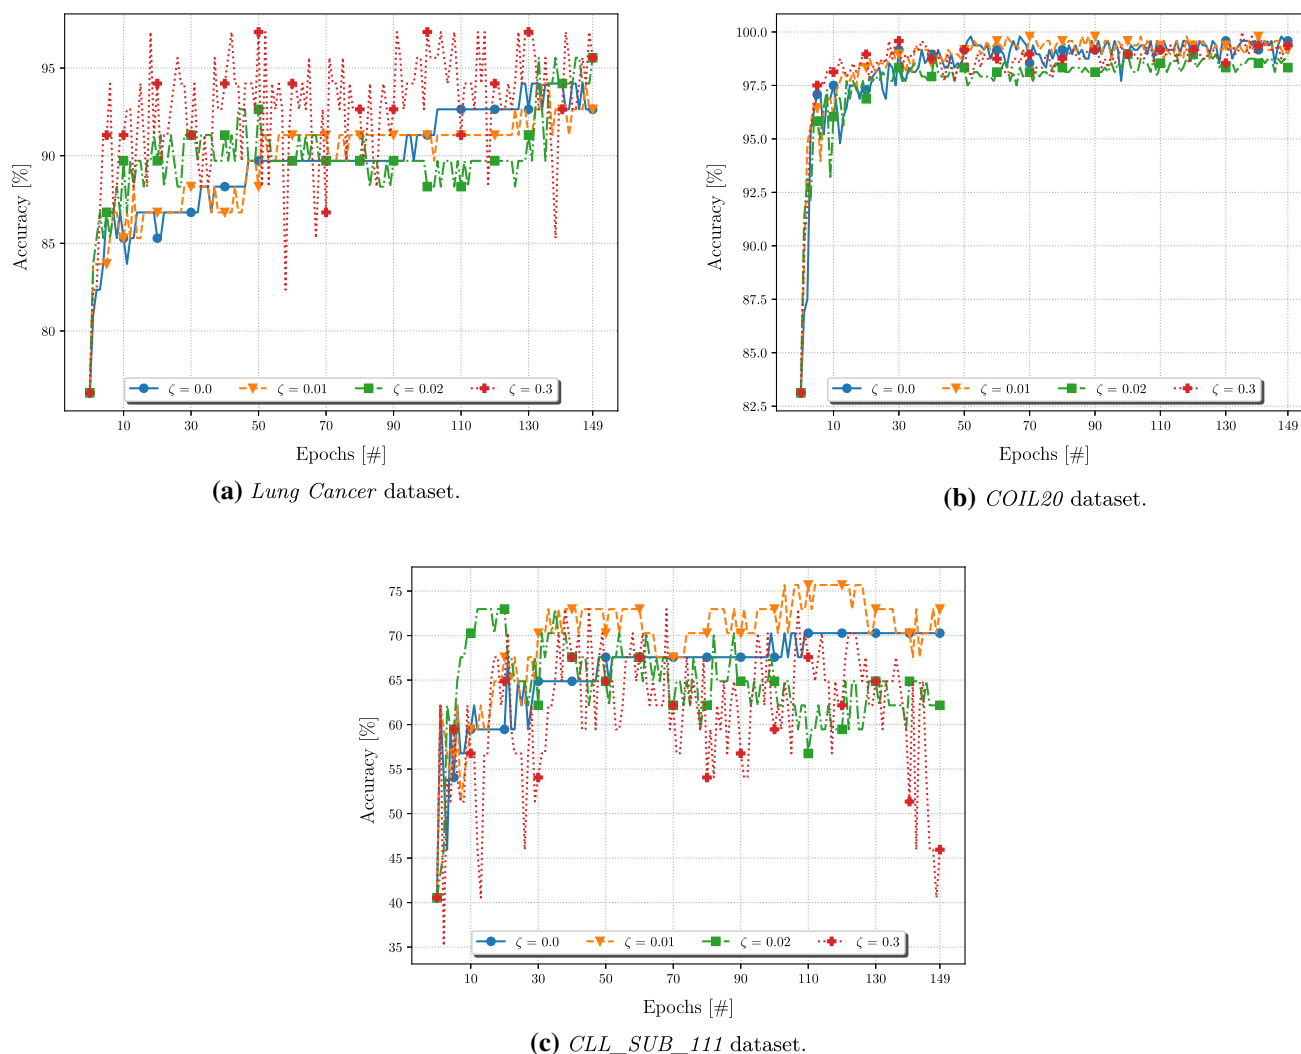 95
90
85
80
Accuracy [%]
10 30 50 70 90 110 130 149
Epochs [#]
ζ = 0.0 ζ = 0.01 ζ = 0.02 ζ = 0.3
(a) Lung Cancer dataset.
100.0
97.5
95.0
92.5
90.0
87.5
85.0
82.5
Accuracy [%]
10 30 50 70 90 110 130 149
Epochs [#]
ζ = 0.0 ζ = 0.01 ζ = 0.02 ζ = 0.3
(b) COIL20 dataset.
75
70
65
60
55
50
45
40
35
Accuracy [%]
10 30 50 70 90 110 130 149
Epochs [#]
ζ = 0.0 ζ = 0.01 ζ = 0.02 ζ = 0.3
(c) CLL_SUB_111 dataset.